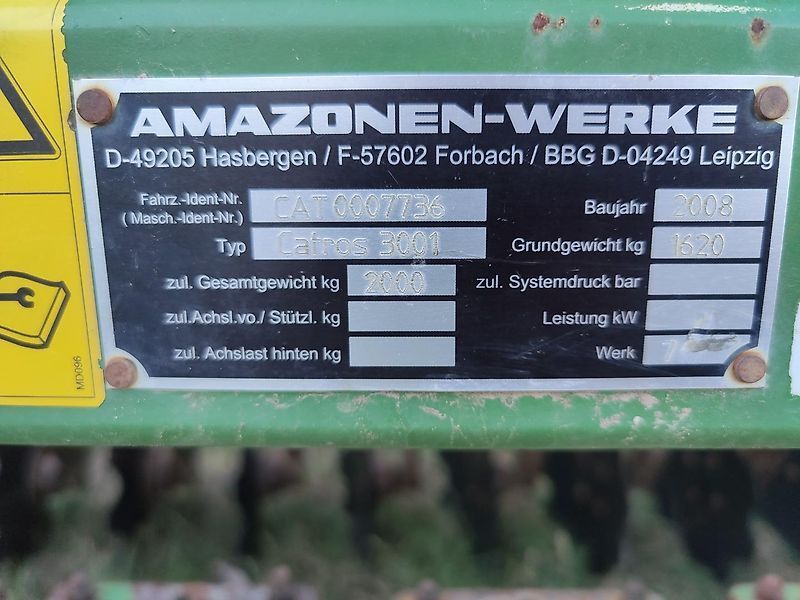 AMAZONEN-WERKE
D-49205 Hasbergen / F-57602 Forbach / BBG D-04249 Leipzig
Fahrz.-Ident-Nr. CAT 0007736 Baujahr 2008
(Masch.-Ident-Nr.)
Typ Catros 3001 Grundgewicht kg 1620
zul. Gesamtgewicht kg 2000 zul. Systemdruck bar
zul.Achsl.vo./ Stützl. kg Leistung kW
zul. Achslast hinten kg Werk
MD096